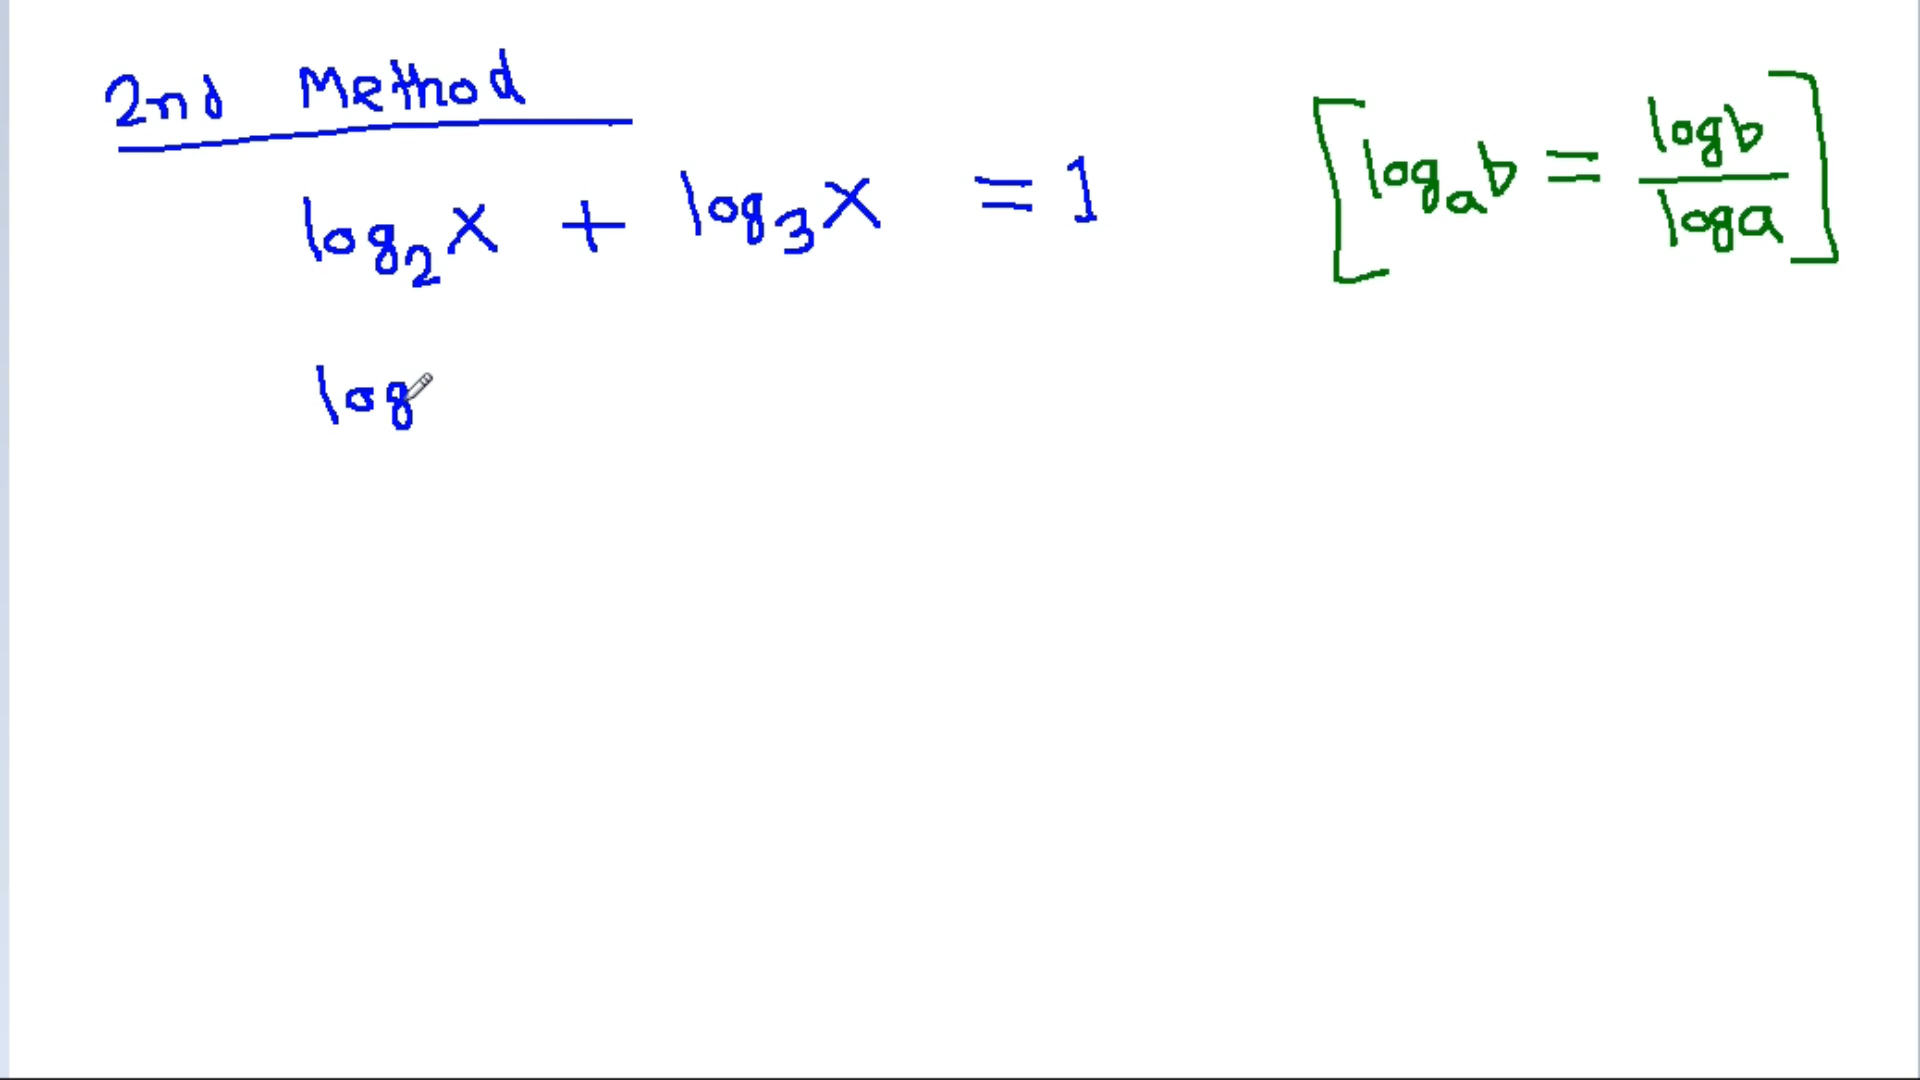 2nd Method
log₂x + log₃x = 1
[logₐb = logb/loga]
log